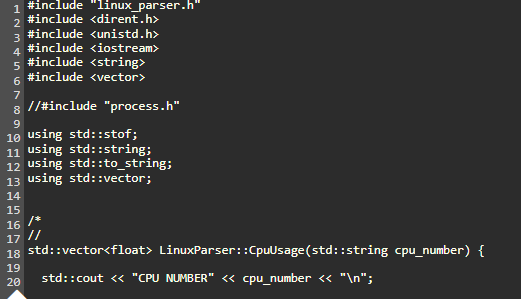 1 #include "linux_parser.h"
2 #include <dirent.h>
3 #include <unistd.h>
4 #include <iostream>
5 #include <string>
6 #include <vector>
7
8 //#include "process.h"
9
10 using std::stof;
11 using std::string;
12 using std::to_string;
13 using std::vector;
14
15
16 /*
17 //
18 std::vector<float> LinuxParser::CpuUsage(std::string cpu_number) {
19
20 std::cout << "CPU NUMBER" << cpu_number << "\n";